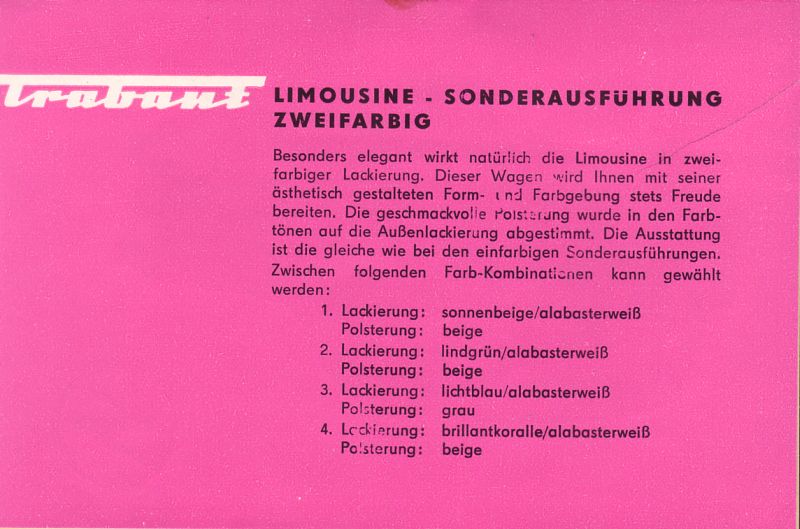 Trabant
LIMOUSINE - SONDERAUSFÜHRUNG
ZWEIFARBIG
Besonders elegant wirkt natürlich die Limousine in zwei-
farbiger Lackierung. Dieser Wagen wird Ihnen mit seiner
ästhetisch gestalteten Form- und Farbgebung stets Freude
bereiten. Die geschmackvolle Polsterung wurde in den Farb-
tönen auf die Außenlackierung abgestimmt. Die Ausstattung
ist die gleiche wie bei den einfarbigen Sonderausführungen.
Zwischen folgenden Farb-Kombinationen kann gewählt
werden:
1. Lackierung: sonnenbeige/alabasterweiß
Polsterung: beige
2. Lackierung: lindgrün/alabasterweiß
Polsterung: beige
3. Lackierung: lichtblau/alabasterweiß
Polsterung: grau
4. Lackierung: brillantkoralle/alabasterweiß
Polsterung: beige